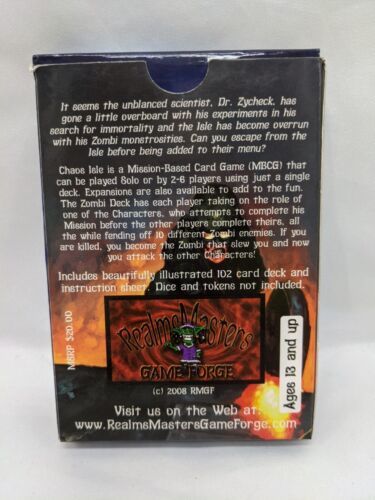 It seems the unblanced scientist, Dr. Zycheck, has
gone a little overboard with his experiments in his
search for immortality and the Isle has become overrun
with his Zombi monstrosities. Can you escape from the
Isle before being added to their menu?
Chaos Isle is a Mission-Based Card Game (MBCG) that
can be played Solo or by 2-6 players using just a single
deck. Expansions are also available to add to the fun.
The Zombi Deck has each player taking on the role of
one of the Characters, who attempts to complete his
Mission before the other players complete theirs, all
the while fending off 10 different Zombi enemies. If you
are killed, you become the Zombi that slew you and now
you attack the other Characters!
Includes beautifully illustrated 102 card deck and
instruction sheet. Dice and tokens not included.
MSRP $20.00
RealmsMasters
GAME FORGE
(c) 2008 RMGF
Ages 13 and up
Visit us on the Web at:
www.RealmsMastersGameForge.com